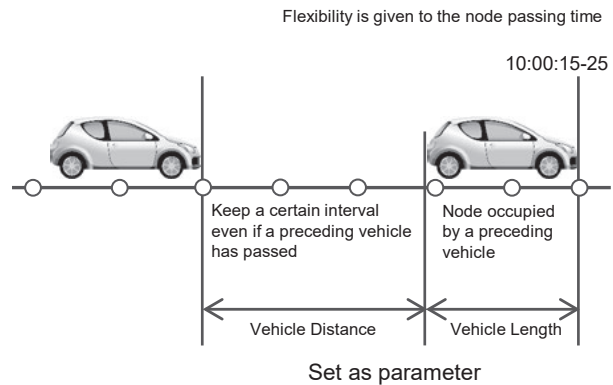 Flexibility is given to the node passing time
10:00:15-25
Keep a certain interval
even if a preceding vehicle
has passed
Node occupied
by a preceding
vehicle
Vehicle Distance
Vehicle Length
Set as parameter